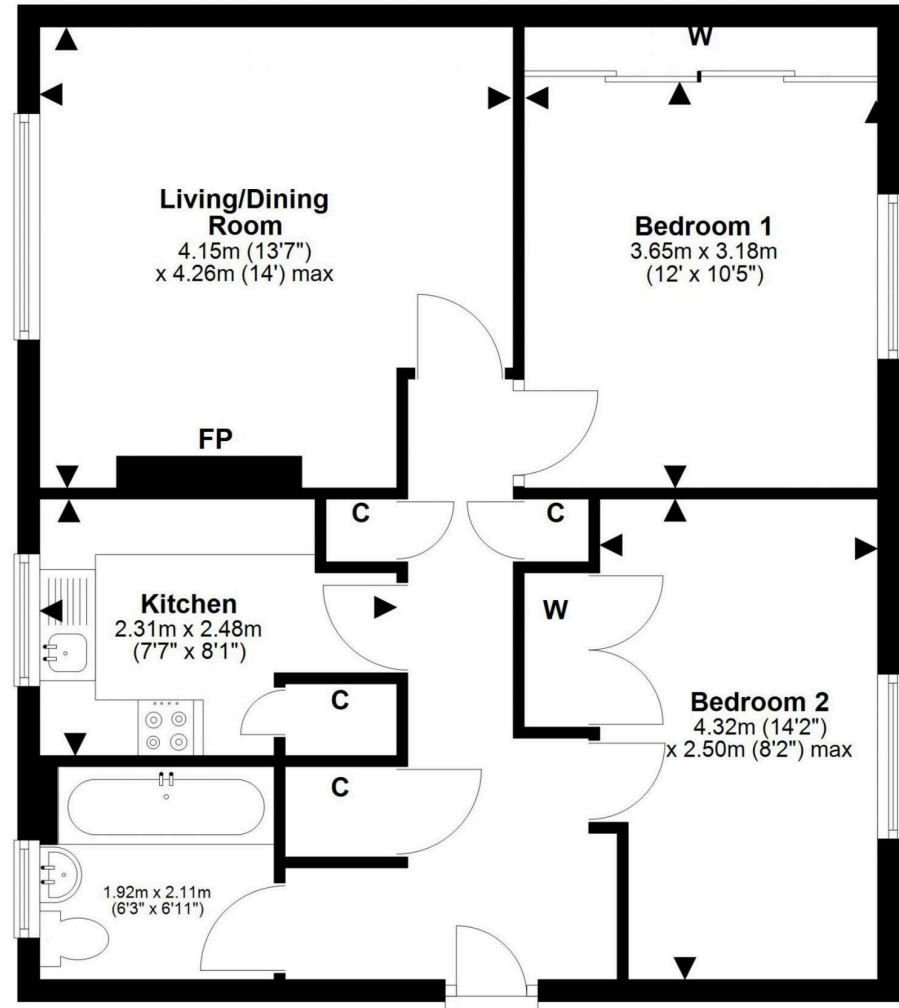 W
Living/Dining
Room
4.15m (13'7")
x 4.26m (14') max
Bedroom 1
3.65m x 3.18m
(12' x 10'5")
FP
C
C
Kitchen
2.31m x 2.48m
(7'7" x 8'1")
W
C
Bedroom 2
4.32m (14'2")
x 2.50m (8'2") max
C
1.92m x 2.11m
(6'3" x 6'11")